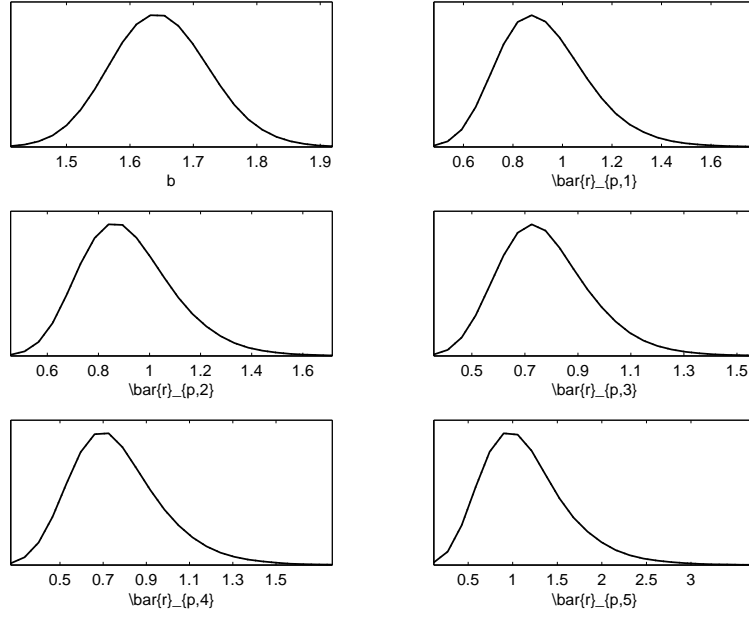 1.5 1.6 1.7 1.8 1.9
b
0.6 0.8 1 1.2 1.4 1.6
\bar{r}_{p,1}
0.6 0.8 1 1.2 1.4 1.6
\bar{r}_{p,2}
0.5 0.7 0.9 1.1 1.3 1.5
\bar{r}_{p,3}
0.5 0.7 0.9 1.1 1.3 1.5
\bar{r}_{p,4}
0.5 1 1.5 2 2.5 3
\bar{r}_{p,5}